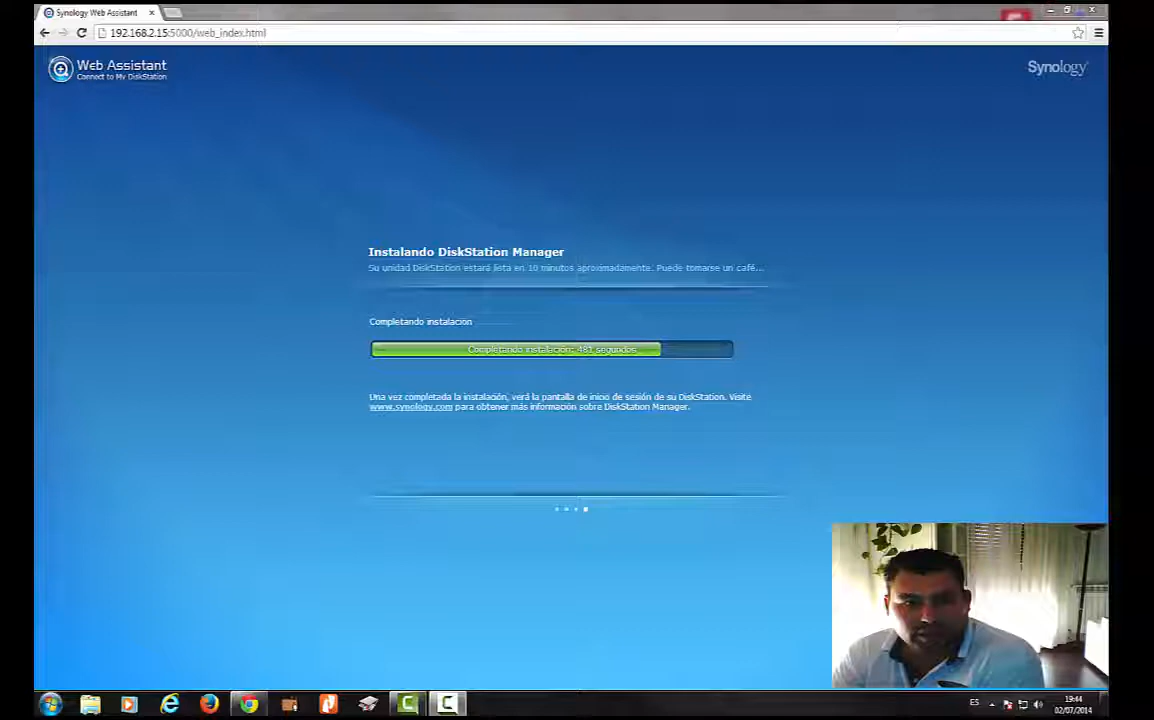 Synology Web Assistant
192.168.2.15:5000/web_index.html
Web Assistant
Connect to My DiskStation
Synology
Instalando DiskStation Manager
Su unidad DiskStation estará lista en 10 minutos aproximadamente. Puede tomarse un café...
Completando instalación
Completando instalación: 481 segundos
Una vez completada la instalación, verá la pantalla de inicio de sesión de su DiskStation. Visite
www.synology.com para obtener más información sobre DiskStation Manager.
ES
19:44
02/07/2014